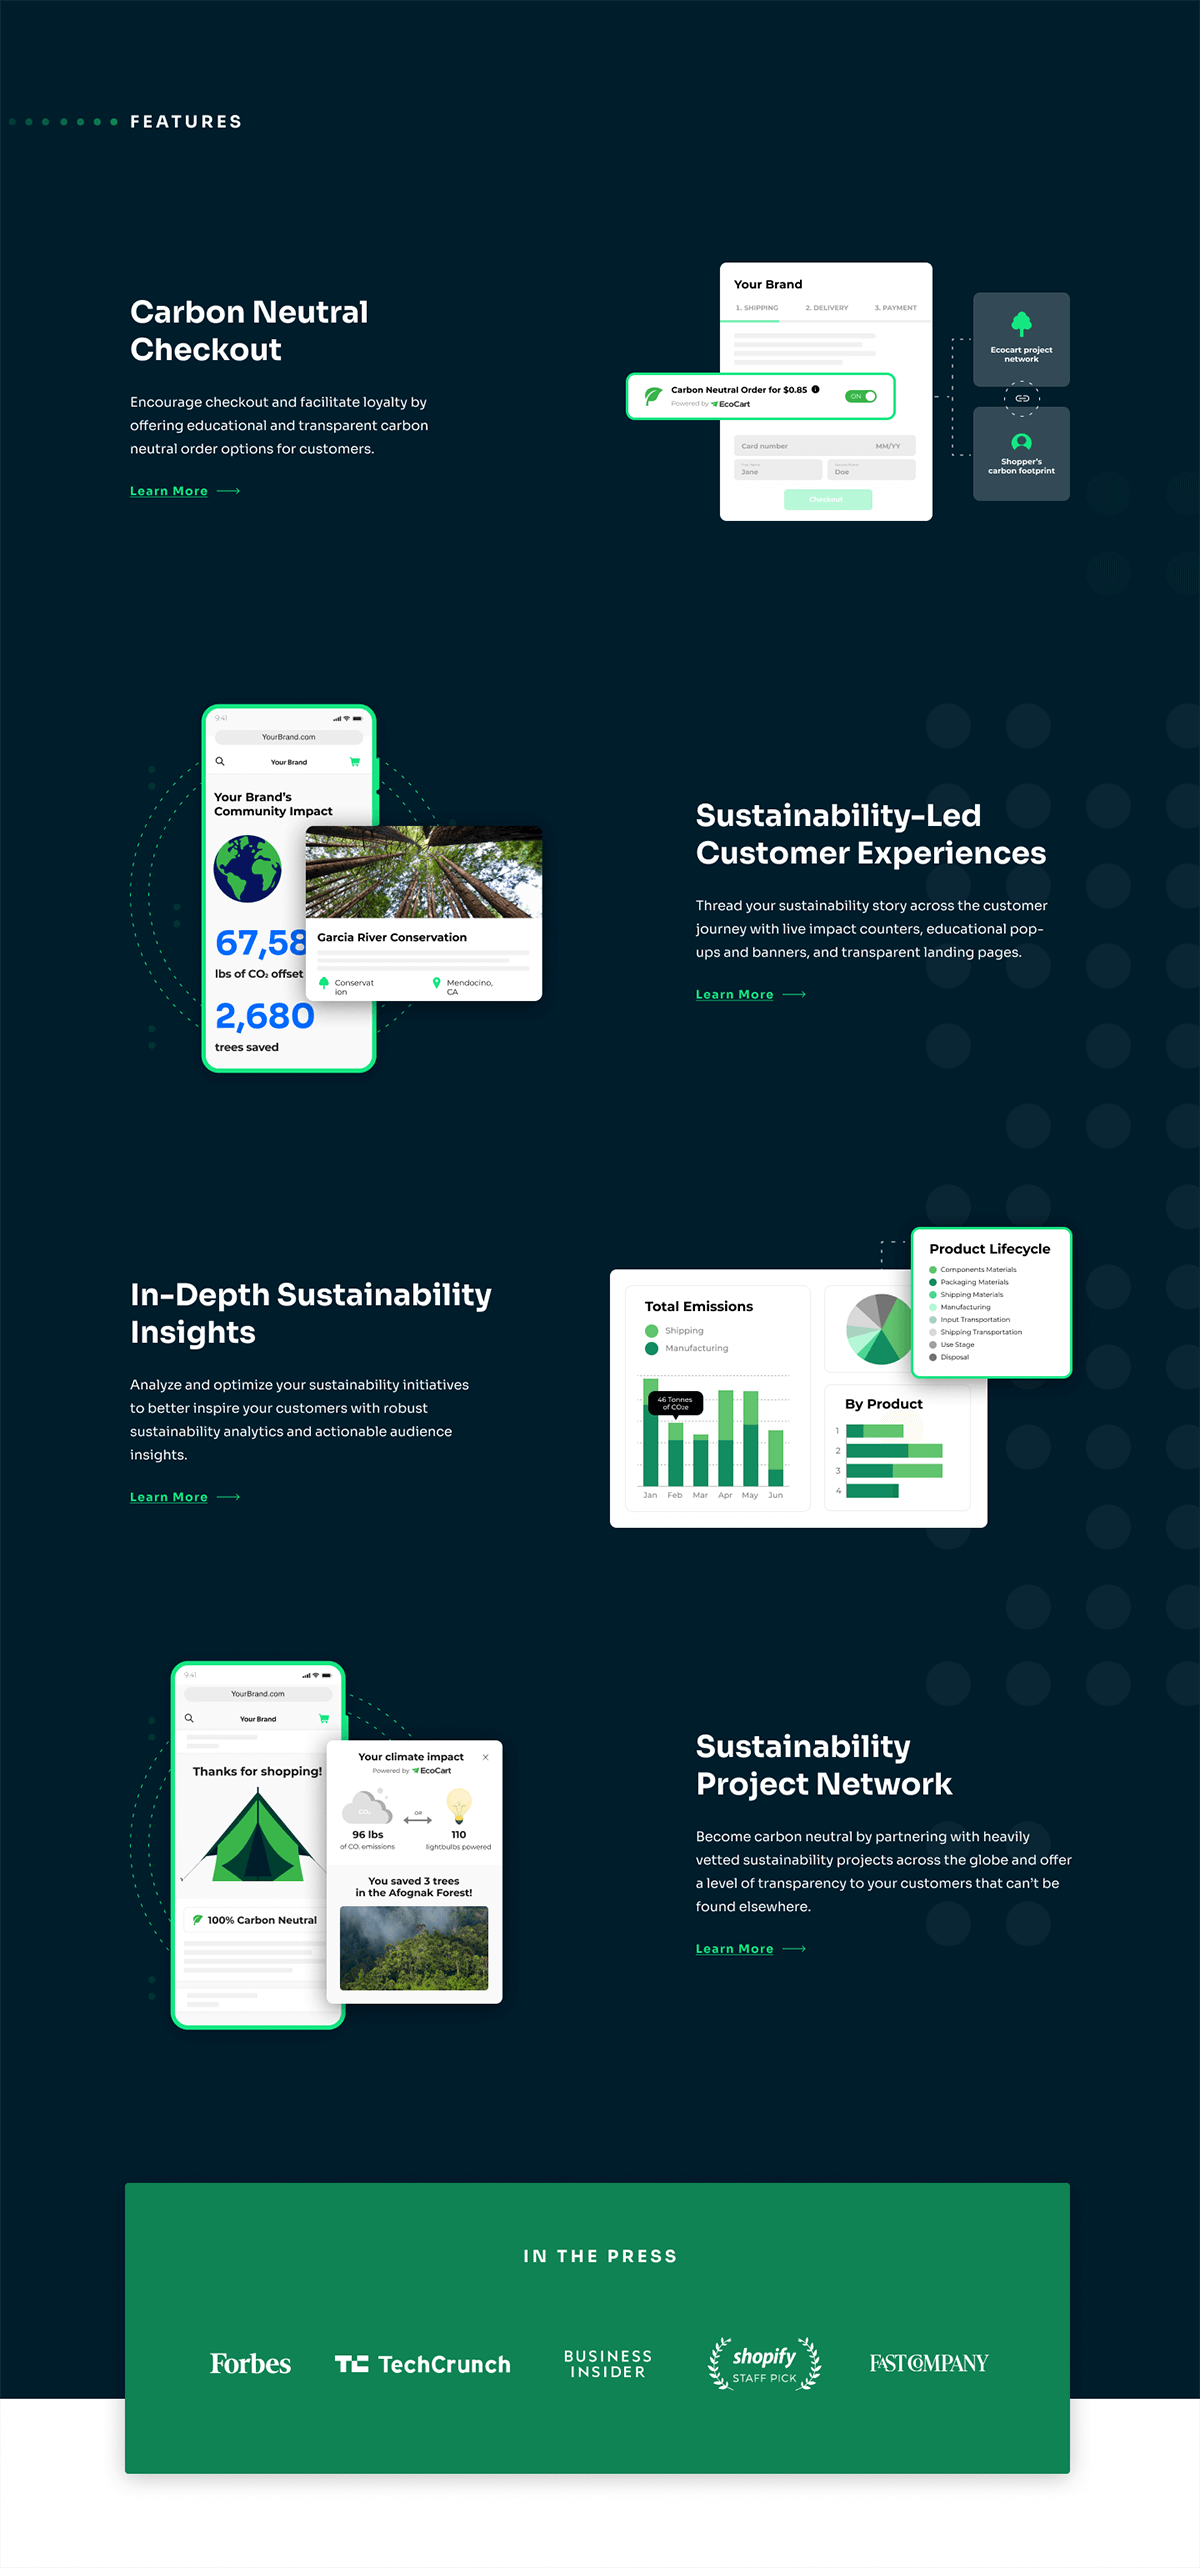 FEATURES
Carbon Neutral
Checkout
Encourage checkout and facilitate loyalty by
offering educational and transparent carbon
neutral order options for customers.
Learn More
Your Brand
1. SHIPPING 2. DELIVERY 3. PAYMENT
Carbon Neutral Order for $0.85
Powered by EcoCart
ON
Card number MM/YY
Jane Doe
Checkout
Ecocart project
network
Shopper's
carbon footprint
9:41
YourBrand.com
Your Brand
Your Brand's
Community Impact
67,58
lbs of CO₂ offset
2,680
trees saved
Garcia River Conservation
Conservat
ion
Mendocino,
CA
Sustainability-Led
Customer Experiences
Thread your sustainability story across the customer
journey with live impact counters, educational pop-
ups and banners, and transparent landing pages.
Learn More
In-Depth Sustainability
Insights
Analyze and optimize your sustainability initiatives
to better inspire your customers with robust
sustainability analytics and actionable audience
insights.
Learn More
Total Emissions
Shipping
Manufacturing
46 Tonnes
of CO₂e
Jan Feb Mar Apr May Jun
Product Lifecycle
Components Materials
Packaging Materials
Shipping Materials
Manufacturing
Input Transportation
Shipping Transportation
Use Stage
Disposal
By Product
1
2
3
4
9:41
YourBrand.com
Your Brand
Thanks for shopping!
100% Carbon Neutral
Your climate impact
Powered by EcoCart
CO₂
OR
96 lbs
of CO₂ emissions
110
lightbulbs powered
You saved 3 trees
in the Afognak Forest!
Sustainability
Project Network
Become carbon neutral by partnering with heavily
vetted sustainability projects across the globe and offer
a level of transparency to your customers that can't be
found elsewhere.
Learn More
IN THE PRESS
Forbes
TC TechCrunch
BUSINESS
INSIDER
shopify
STAFF PICK
FAST COMPANY